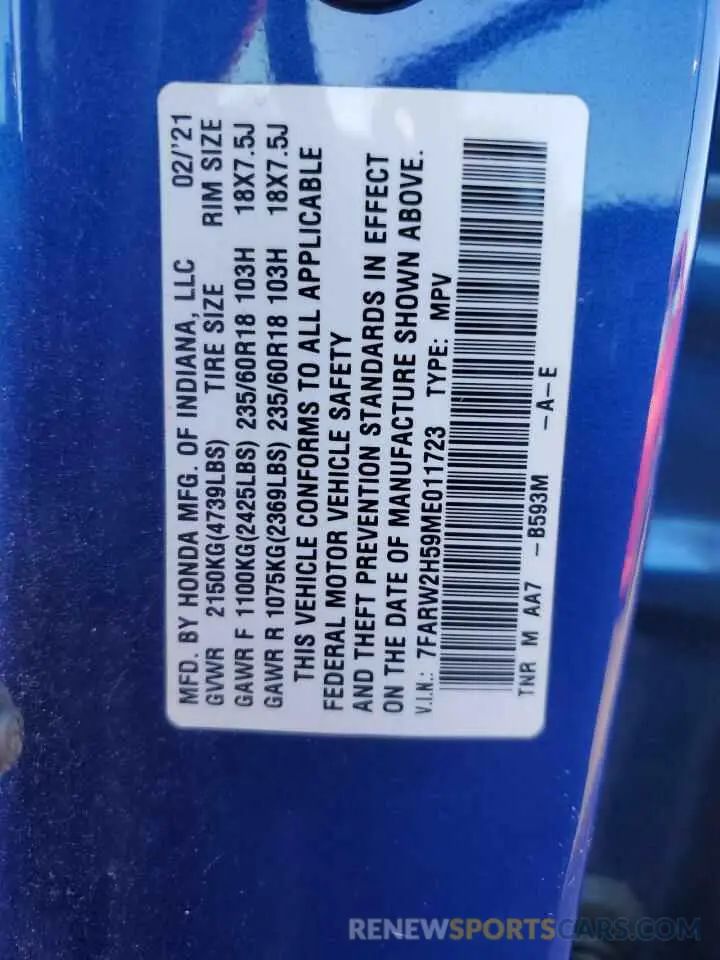 MFD. BY HONDA MFG. OF INDIANA, LLC 02/'21
GVWR 2150KG(4739LBS) TIRE SIZE RIM SIZE
GAWR F 1100KG(2425LBS) 235/60R18 103H 18X7.5J
GAWR R 1075KG(2369LBS) 235/60R18 103H 18X7.5J
THIS VEHICLE CONFORMS TO ALL APPLICABLE
FEDERAL MOTOR VEHICLE SAFETY
AND THEFT PREVENTION STANDARDS IN EFFECT
ON THE DATE OF MANUFACTURE SHOWN ABOVE.
V.I.N.: 7FARW2H59ME011723 TYPE: MPV
TNR M AA7 -B593M -A-E
RENEWSPORTSCARS.COM